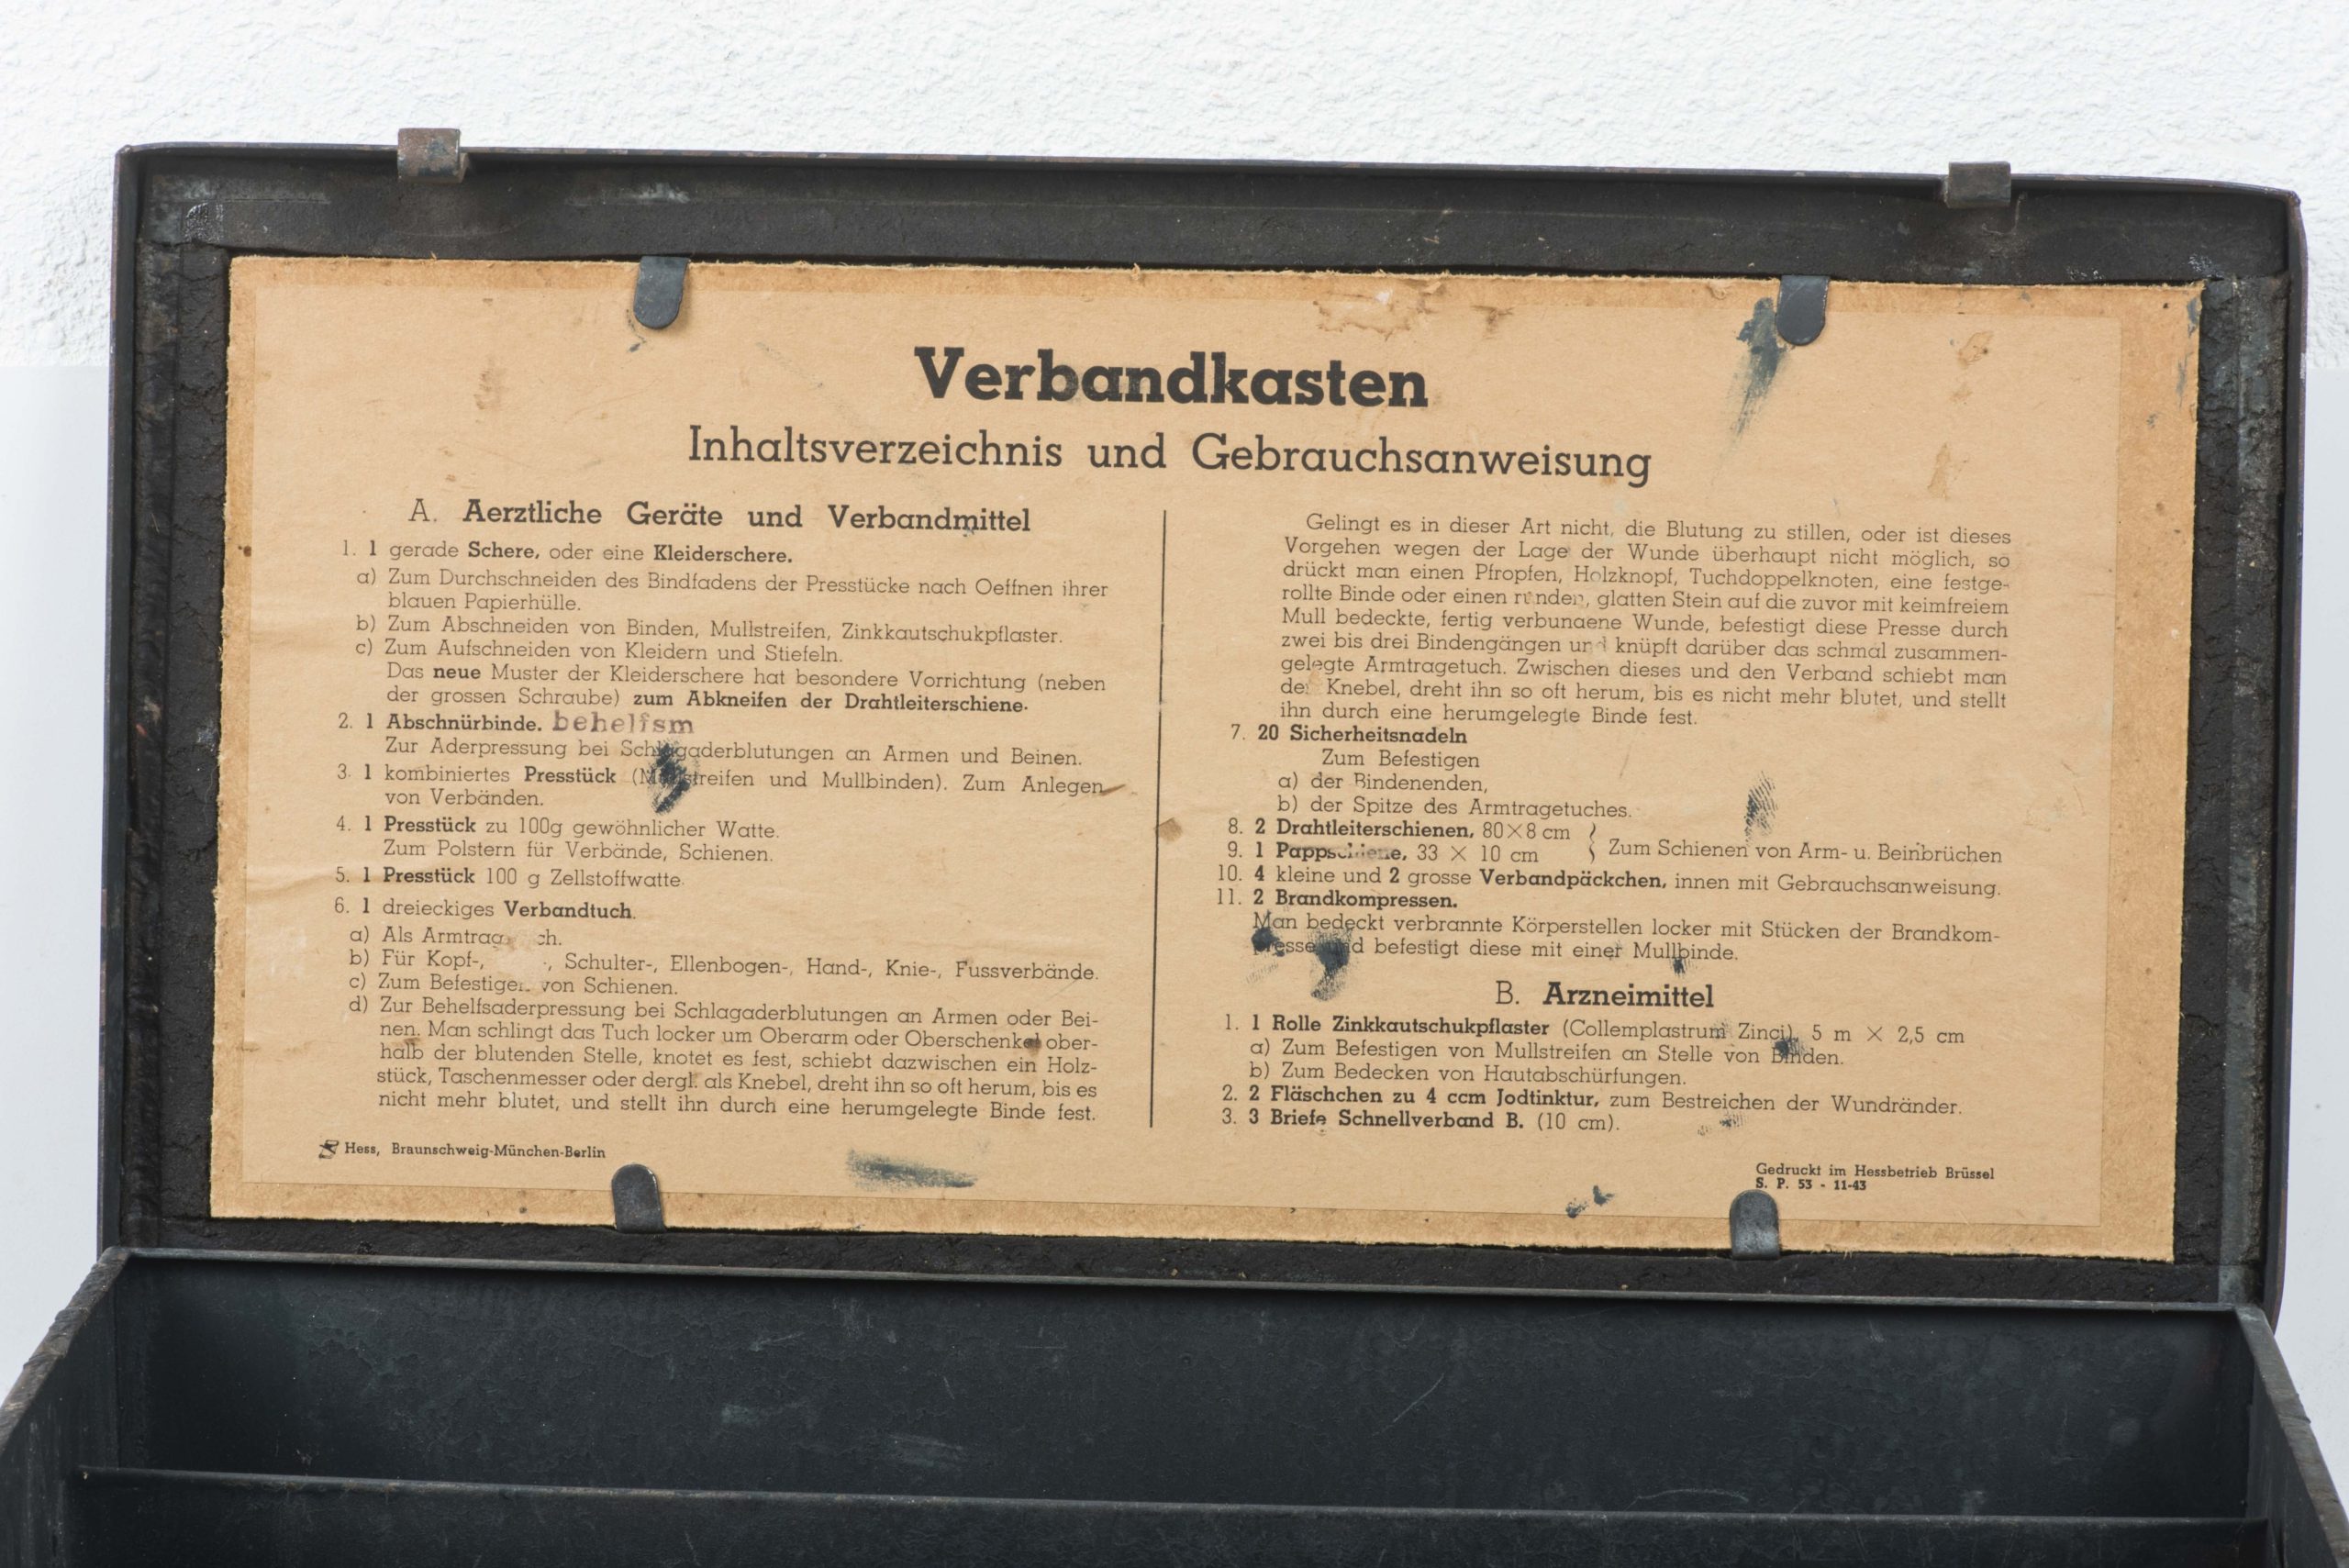 Verbandkasten
Inhaltsverzeichnis und Gebrauchsanweisung
A. Aerztliche Geräte und Verbandmittel
1. 1 gerade Schere, oder eine Kleiderschere.
a) Zum Durchschneiden des Bindfadens der Presstücke nach Oeffnen ihrer
blauen Papierhülle.
b) Zum Abschneiden von Binden, Mullstreifen, Zinkkautschukpflaster.
c) Zum Aufschneiden von Kleidern und Stiefeln.
Das neue Muster der Kleiderschere hat besondere Vorrichtung (neben
der grossen Schraube) zum Abkneifen der Drahtleiterschiene.
2. 1 Abschnürbinde. behelfsm
Zur Aderpressung bei Schlagaderblutungen an Armen und Beinen.
3. 1 kombiniertes Presstück (Mullstreifen und Mullbinden). Zum Anlegen
von Verbänden.
4. 1 Presstück zu 100g gewöhnlicher Watte.
Zum Polstern für Verbände, Schienen.
5. 1 Presstück 100 g Zellstoffwatte.
6. 1 dreieckiges Verbandtuch.
a) Als
b) Für Kopf-, Schulter-, Ellenbogen-, Hand-, Knie-, Fussverbände.
c) Zum Befestigen von Schienen.
d) Zur Behelfsaderpressung bei Schlagaderblutungen an Armen oder Bei-
nen. Man schlingt das Tuch locker um Oberarm oder Oberschenkel ober-
halb der blutenden Stelle, knotet es fest, schiebt dazwischen ein Holz-
stück, Taschenmesser oder dergl. als Knebel, dreht ihn so oft herum, bis es
nicht mehr blutet, und stellt ihn durch eine herumgelegte Binde fest.
Hess, Braunschweig-München-Berlin
Gelingt es in dieser Art nicht, die Blutung zu stillen, oder ist dieses
Vorgehen wegen der Lage der Wunde überhaupt nicht möglich, so
drückt man einen Pfropfen, Holzknopf, Tuchdoppelknoten, eine festge-
rollte Binde oder einen runden, glatten Stein auf die zuvor mit keimfreiem
Mull bedeckte, fertig verbundene Wunde, befestigt diese Presse durch
zwei bis drei Bindengängen und knüpft darüber das schmal zusammen-
gelegte Armtragetuch. Zwischen dieses und den Verband schiebt man
den Knebel, dreht ihn so oft herum, bis es nicht mehr blutet, und stellt
ihn durch eine herumgelegte Binde fest.
7. 20 Sicherheitsnadeln
Zum Befestigen
a) der Bindenenden,
b) der Spitze des Armtragetuches.
8. 2 Drahtleiterschienen, 80×8 cm
9. 1 Pappschiene, 33 × 10 cm
Zum Schienen von Arm- u. Beinbrüchen
10. 4 kleine und 2 grosse Verbandpäckchen, innen mit Gebrauchsanweisung.
11. 2 Brandkompressen.
Man bedeckt verbrannte Körperstellen locker mit Stücken der Brandkom-
presse und befestigt diese mit einer Mullbinde.
B. Arzneimittel
1. 1 Rolle Zinkkautschukpflaster (Collemplastrum Zinci), 5 m × 2,5 cm
a) Zum Befestigen von Mullstreifen an Stelle von Binden.
b) Zum Bedecken von Hautabschürfungen.
2. 2 Fläschchen zu 4 ccm Jodtinktur, zum Bestreichen der Wundränder.
3. 3 Briefe Schnellverband B. (10 cm).
Gedruckt im Hessbetrieb Brüssel
S. P. 53 - 11-43